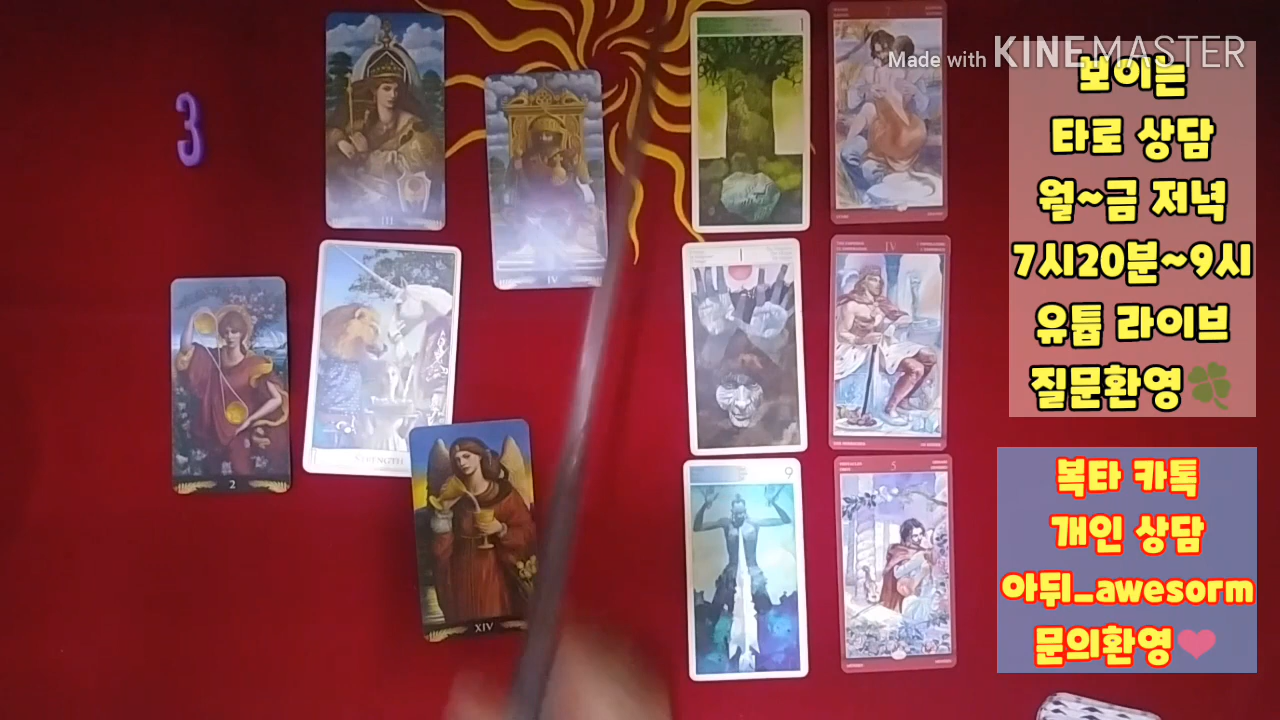 3
III
IV
2
STRENGTH
XIV
1
1
9
2
IV
5
Made with KINEMASTER
보이는
타로 상담
월~금 저녁
7시20분~9시
유튭 라이브
질문환영🍀
복타 카톡
개인 상담
아뒤_awesorm
문의환영❤